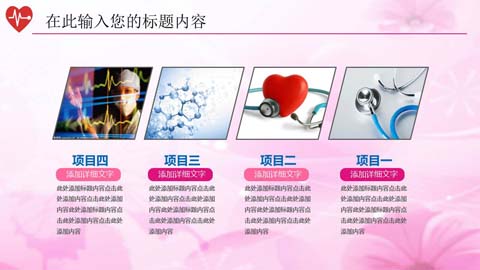 在此输入您的标题内容
项目四
添加详细文字
此处添加标题内容点击此
处添加内容点击此处添加
内容此处添加标题内容点
击此处添加内容点击此处
添加内容
项目三
添加详细文字
此处添加标题内容点击此
处添加内容点击此处添加
内容此处添加标题内容点
击此处添加内容点击此处
添加内容
项目二
添加详细文字
此处添加标题内容点击此
处添加内容点击此处添加
内容此处添加标题内容点
击此处添加内容点击此处
添加内容
项目一
添加详细文字
此处添加标题内容点击此
处添加内容点击此处添加
内容此处添加标题内容点
击此处添加内容点击此处
添加内容